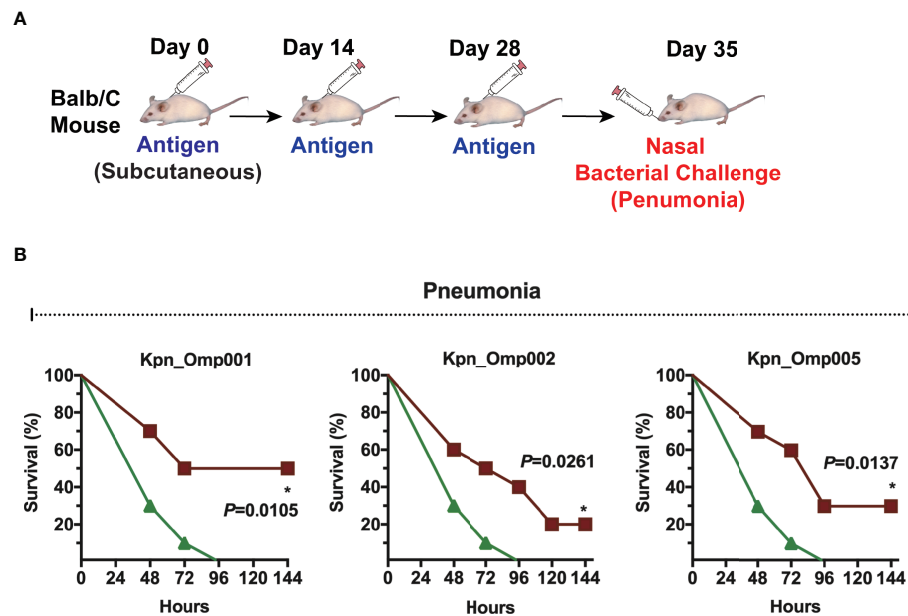 A
Day 0 Day 14 Day 28 Day 35
Balb/C
Mouse
Antigen Antigen Antigen Nasal
(Subcutaneous) Bacterial Challenge
(Penumonia)
B
Pneumonia
Kpn_Omp001
Survival (%)
100
80
60
40
20
P=0.0105
*
0 24 48 72 96 120 144
Hours
Kpn_Omp002
Survival (%)
100
80
60
40
20
P=0.0261
*
0 24 48 72 96 120 144
Hours
Kpn_Omp005
Survival (%)
100
80
60
40
20
P=0.0137
*
0 24 48 72 96 120 144
Hours